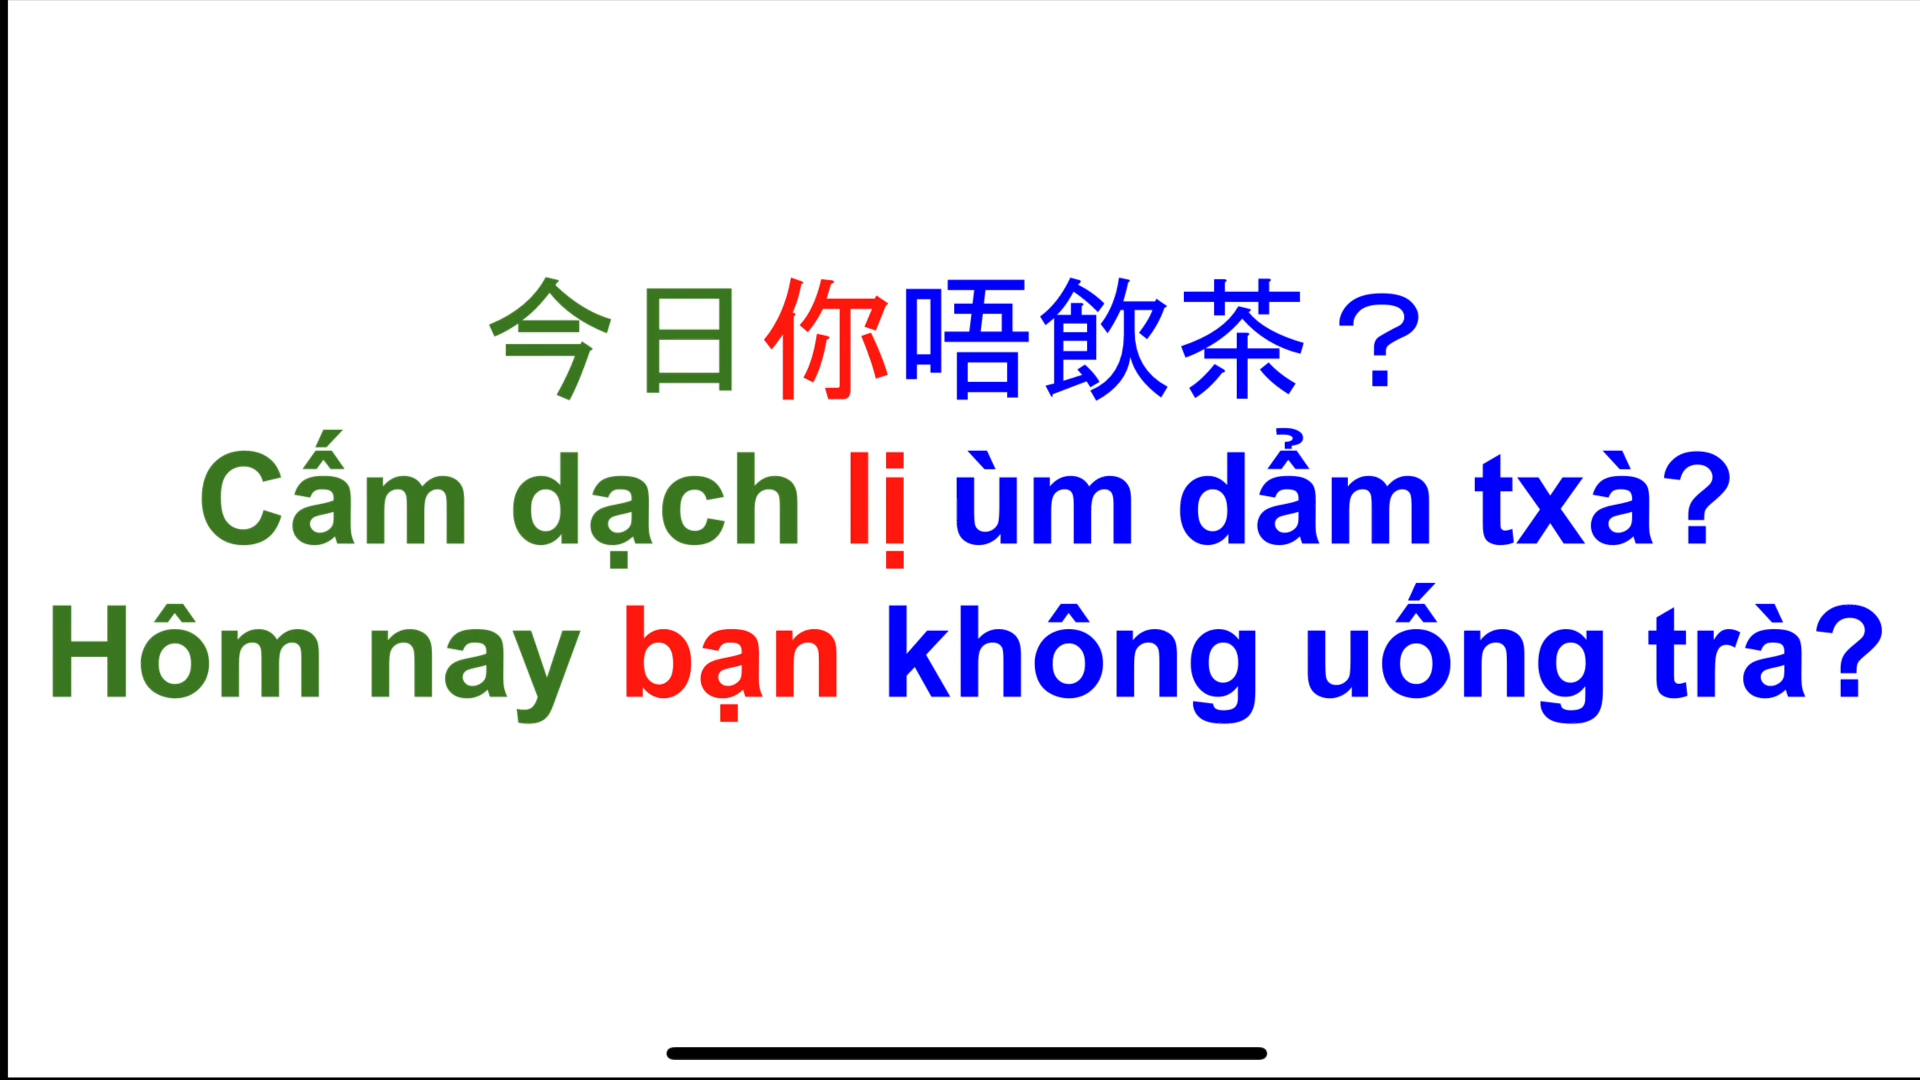 今日你唔飲茶？
Cấm dạch lị ùm dẩm txà?
Hôm nay bạn không uống trà?